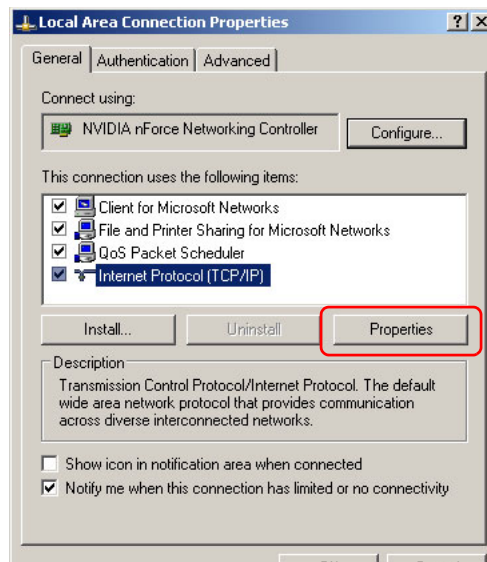 Local Area Connection Properties
General Authentication Advanced
Connect using:
NVIDIA nForce Networking Controller Configure...
This connection uses the following items:
Client for Microsoft Networks
File and Printer Sharing for Microsoft Networks
QoS Packet Scheduler
Internet Protocol (TCP/IP)
Install... Uninstall Properties
Description
Transmission Control Protocol/Internet Protocol. The default
wide area network protocol that provides communication
across diverse interconnected networks.
Show icon in notification area when connected
Notify me when this connection has limited or no connectivity